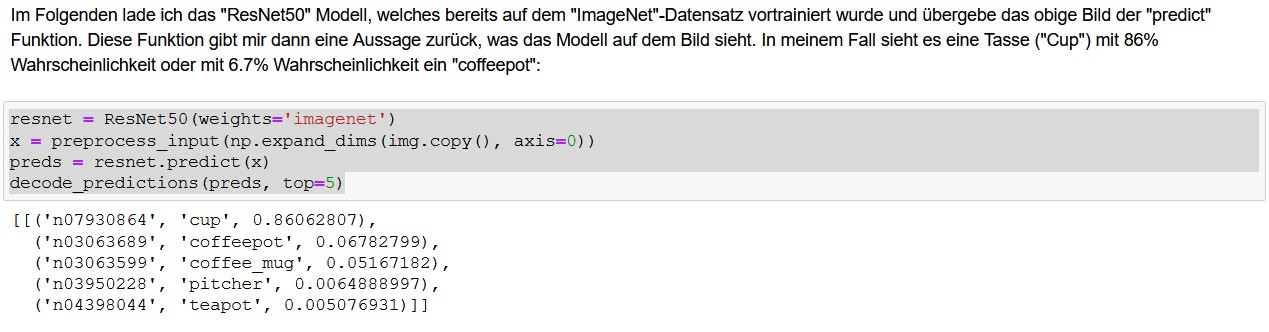 Im Folgenden lade ich das "ResNet50" Modell, welches bereits auf dem "ImageNet"-Datensatz vortrainiert wurde und übergebe das obige Bild der "predict"
Funktion. Diese Funktion gibt mir dann eine Aussage zurück, was das Modell auf dem Bild sieht. In meinem Fall sieht es eine Tasse ("Cup") mit 86%
Wahrscheinlichkeit oder mit 6.7% Wahrscheinlichkeit ein "coffeepot":
resnet = ResNet50(weights='imagenet')
x = preprocess_input(np.expand_dims(img.copy(), axis=0))
preds = resnet.predict(x)
decode_predictions(preds, top=5)
[[('n07930864', 'cup', 0.86062807),
('n03063689', 'coffeepot', 0.06782799),
('n03063599', 'coffee_mug', 0.05167182),
('n03950228', 'pitcher', 0.0064888997),
('n04398044', 'teapot', 0.005076931)]]